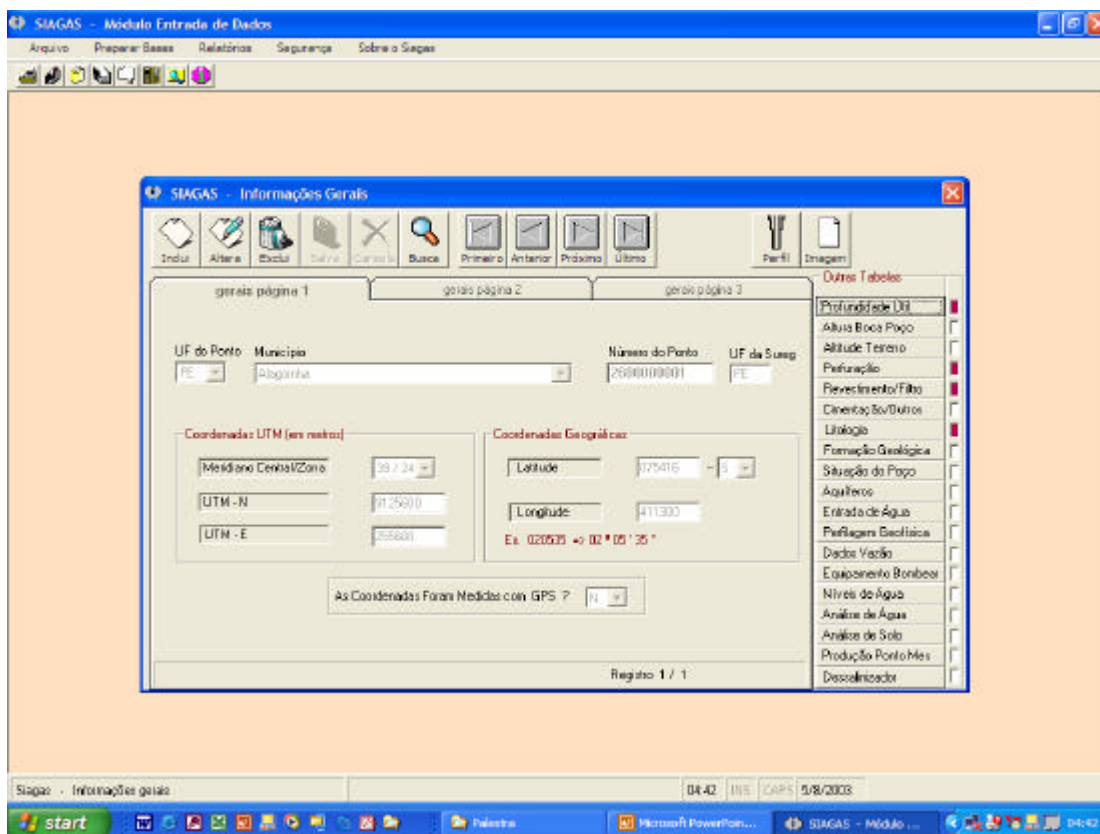 SIAGAS - Módulo Entrada de Dados
Arquivo Preparar Bases Relatórios Segurança Sobre o Siagas
SIAGAS - Informações Gerais
Inclui Altera Exclui Salva Cancela Busca Primeiro Anterior Próximo Último Perfil Imagem
gerais página 1 gerais página 2 gerais página 3
Outras Tabelas
Profundidade Útil
Altura Boca Poço
Altitude Terreno
Perfuração
Revestimento/Filtro
Cimentação/Outros
Litologia
Formação Geológica
Situação do Poço
Aquíferos
Entrada de Água
Perfilagem Geofísica
Dados Vazão
Equipamento Bombeai
Níveis de Água
Análise de Água
Análise de Solo
Produção Ponto Mes
Dessalinizador
UF do Ponto Município Número do Ponto UF da Sureg
PE Alagoinha 2600000001 PE
Coordenadas UTM (em metros) Coordenadas Geográficas
Meridiano Central/Zona 39 / 24 Latitude 075416 - S
UTM - N 9125600
UTM - E Longitude 411300
Ex. 020535 => 02 º 05 ' 35 "
As Coordenadas Foram Medidas com GPS ? N
Registro 1 / 1
Siagas - Informações gerais 04:42 INS CAPS 5/8/2003
start Palestra Microsoft PowerPoin... SIAGAS - Módulo ... 04:42